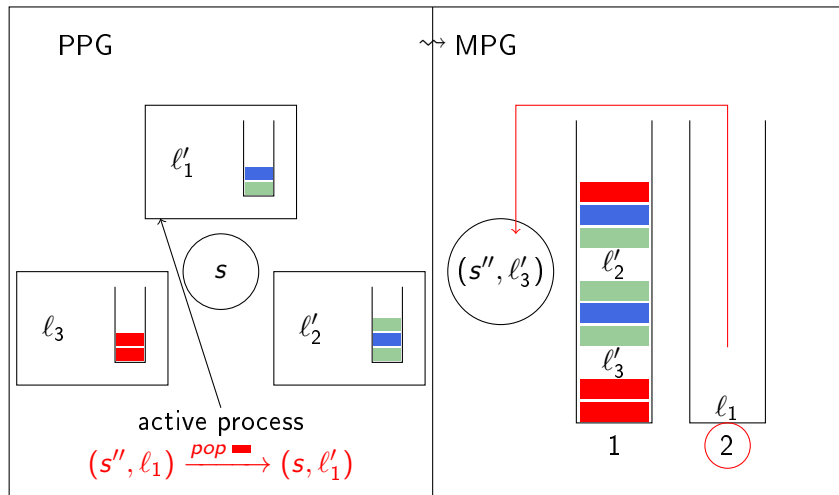 PPG
⇝ MPG
ℓ′₁
s
(s″, ℓ′₃)
ℓ′₂
ℓ₃
ℓ′₂
ℓ′₃
ℓ₁
active process
1
2
pop
(s″, ℓ₁) ⟶ (s, ℓ′₁)